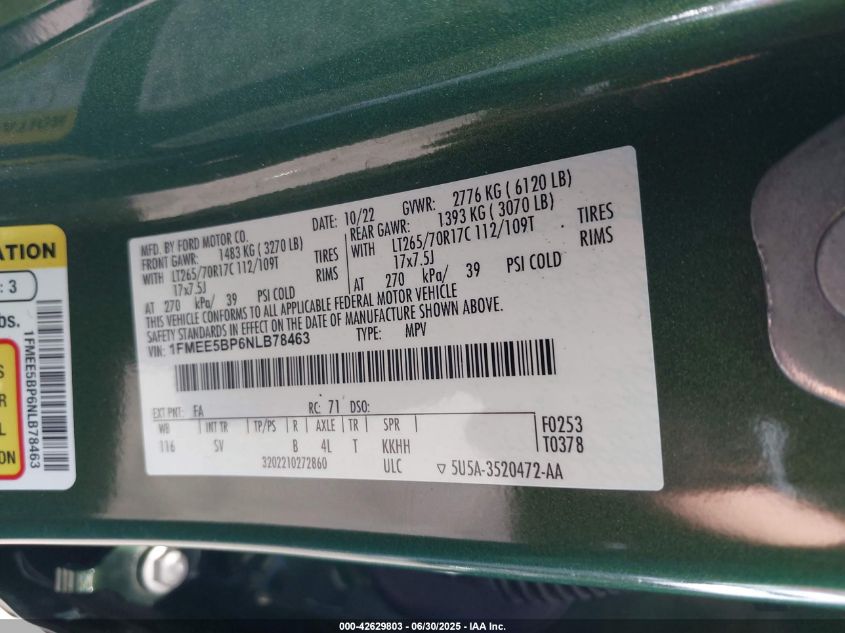 ATION
: 3
bs.
S
R
L
ION
1FMEE5BP6NLB78463
MFD. BY FORD MOTOR CO.
DATE: 10/22 GVWR: 2776 KG ( 6120 LB)
FRONT GAWR: 1483 KG ( 3270 LB)
REAR GAWR: 1393 KG ( 3070 LB)
WITH LT265/70R17C 112/109T TIRES
WITH LT265/70R17C 112/109T TIRES
17x7.5J RIMS
17x7.5J RIMS
AT 270 kPa/ 39 PSI COLD
AT 270 kPa/ 39 PSI COLD
THIS VEHICLE CONFORMS TO ALL APPLICABLE FEDERAL MOTOR VEHICLE
SAFETY STANDARDS IN EFFECT ON THE DATE OF MANUFACTURE SHOWN ABOVE.
VIN: 1FMEE5BP6NLB78463 TYPE: MPV
EXT PNT: FA RC: 71 DSO:
WB INT TR TP/PS R AXLE TR SPR
116 SV B 4L T KKHH
F0253
T0378
3202210272860 ULC
▽ 5U5A-3520472-AA
000-42629803 - 06/30/2025 - IAA Inc.